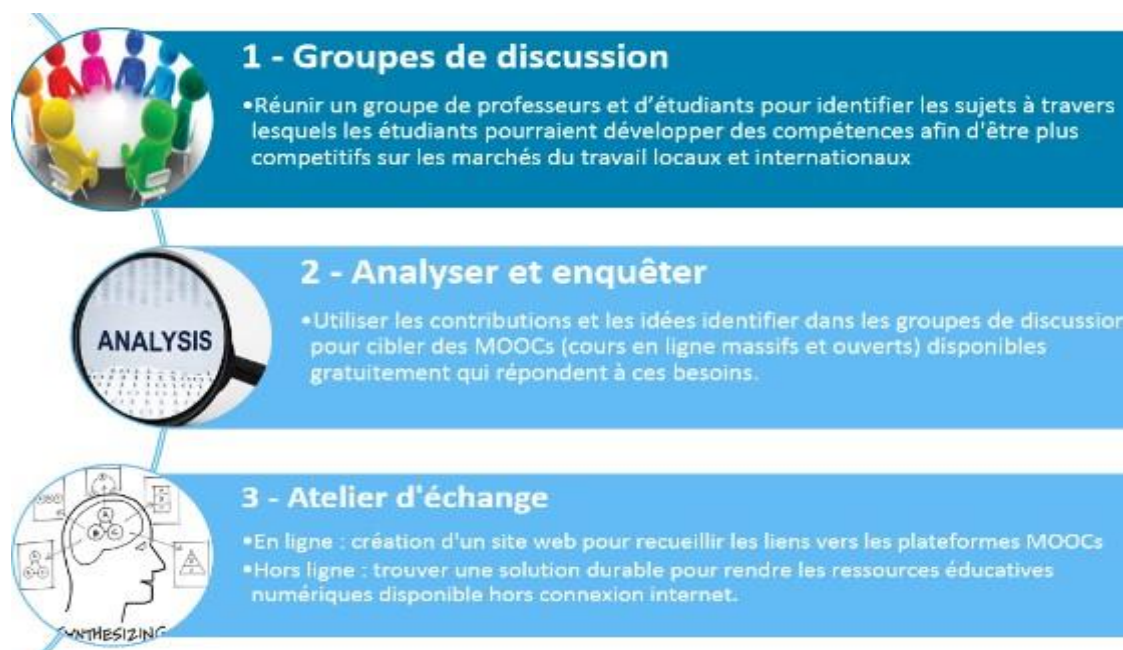 1 - Groupes de discussion
•Réunir un groupe de professeurs et d'étudiants pour identifier les sujets à travers
lesquels les étudiants pourraient développer des compétences afin d'être plus
competitifs sur les marchés du travail locaux et internationaux
2 - Analyser et enquêter
•Utiliser les contributions et les idées identifier dans les groupes de discussion
pour cibler des MOOCs (cours en ligne massifs et ouverts) disponibles
gratuitement qui répondent à ces besoins.
ANALYSIS
3 - Atelier d'échange
•En ligne : création d'un site web pour recueillir les liens vers les plateformes MOOCs
•Hors ligne : trouver une solution durable pour rendre les ressources éducatives
numériques disponible hors connexion internet.
SYNTHESIZING